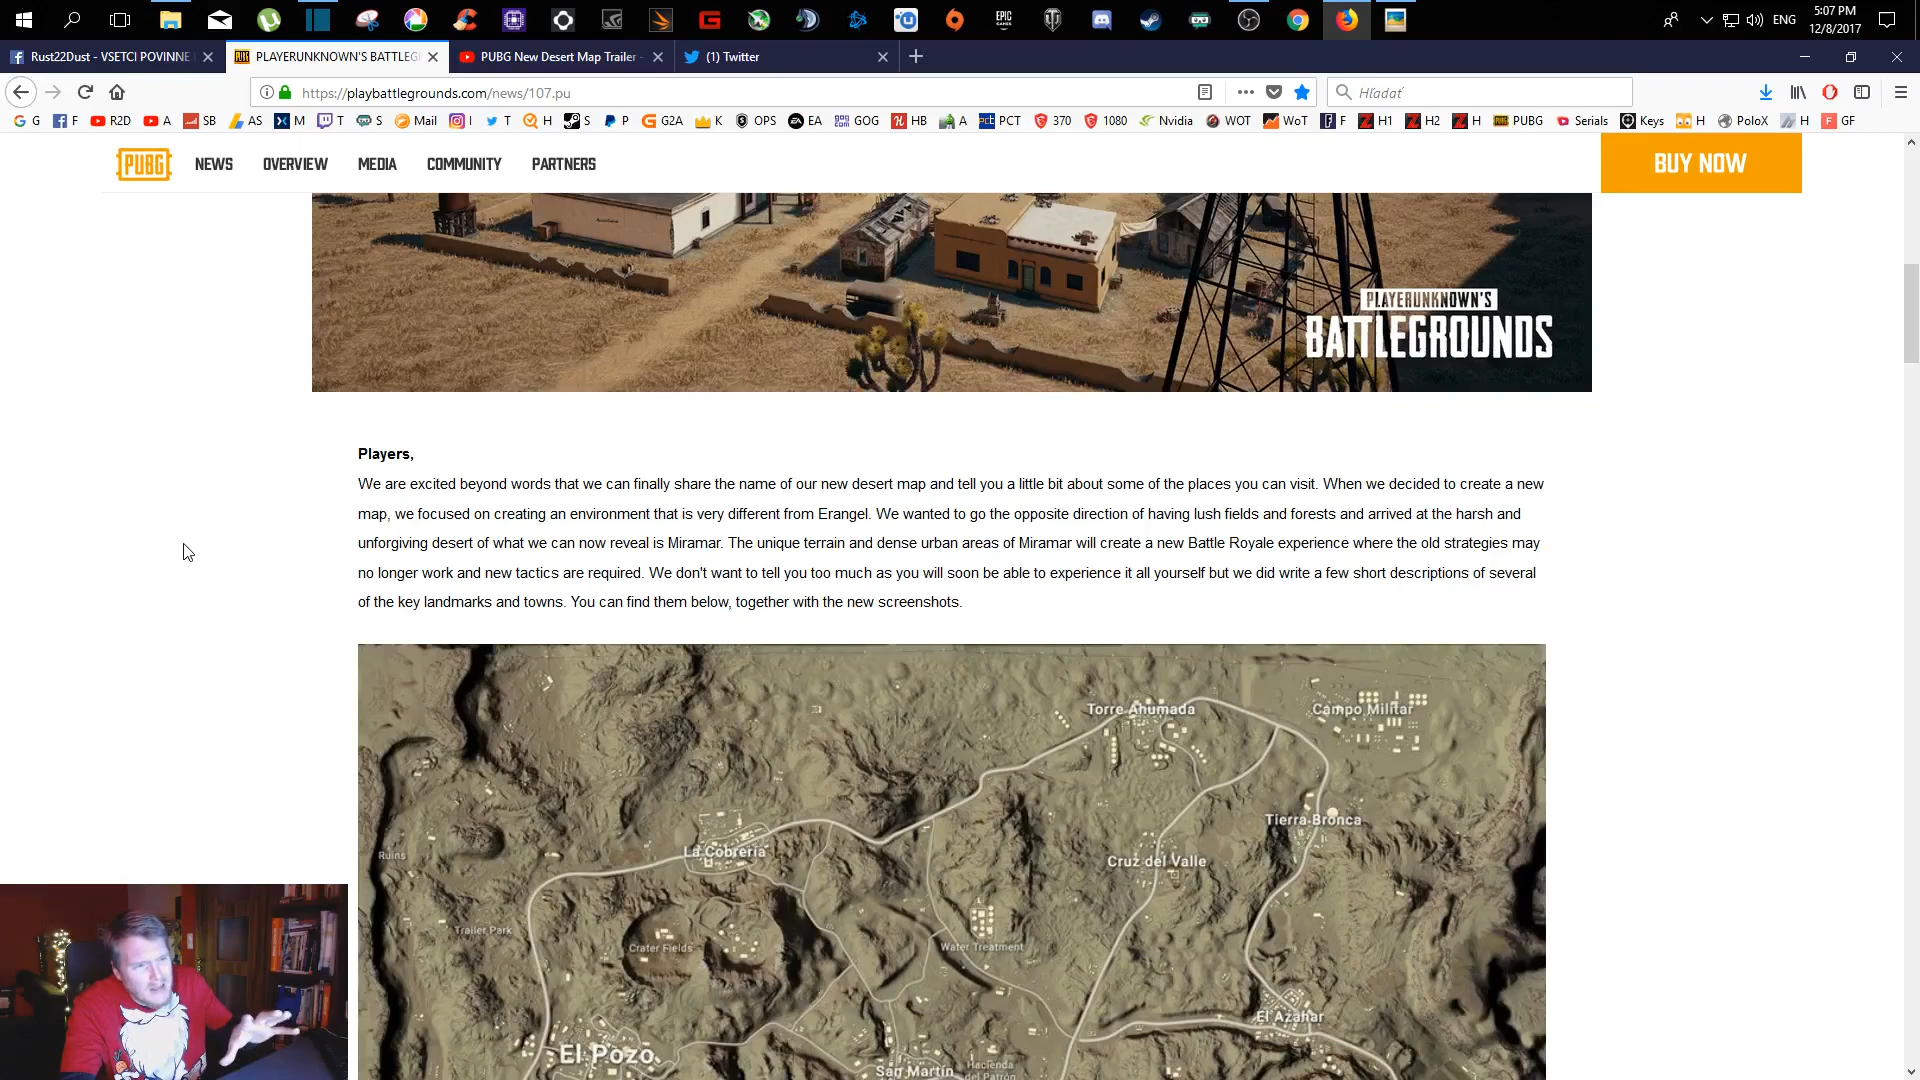 5:07 PM
ENG
12/8/2017
Rust22Dust - VSETCI POVINNE
PLAYERUNKNOWN'S BATTLEG
PUBG New Desert Map Trailer -
(1) Twitter
https://playbattlegrounds.com/news/107.pu
Hľadať
G F R2D A SB AS M T S Mail I T H S P G2A K OPS EA GOG HB A PCT 370 1080 Nvidia WOT WoT F H1 H2 H PUBG Serials Keys H PoloX H GF
PUBG NEWS OVERVIEW MEDIA COMMUNITY PARTNERS BUY NOW
PLAYERUNKNOWN'S
BATTLEGROUNDS
Players,
We are excited beyond words that we can finally share the name of our new desert map and tell you a little bit about some of the places you can visit. When we decided to create a new
map, we focused on creating an environment that is very different from Erangel. We wanted to go the opposite direction of having lush fields and forests and arrived at the harsh and
unforgiving desert of what we can now reveal is Miramar. The unique terrain and dense urban areas of Miramar will create a new Battle Royale experience where the old strategies may
no longer work and new tactics are required. We don't want to tell you too much as you will soon be able to experience it all yourself but we did write a few short descriptions of several
of the key landmarks and towns. You can find them below, together with the new screenshots.
Torre Ahumada
Campo Militar
Tierra Bronca
La Cobrería
Ruins
Cruz del Valle
Trailer Park
Crater Fields
Water Treatment
El Azahar
El Pozo
San Martín
Hacienda
del Patrón